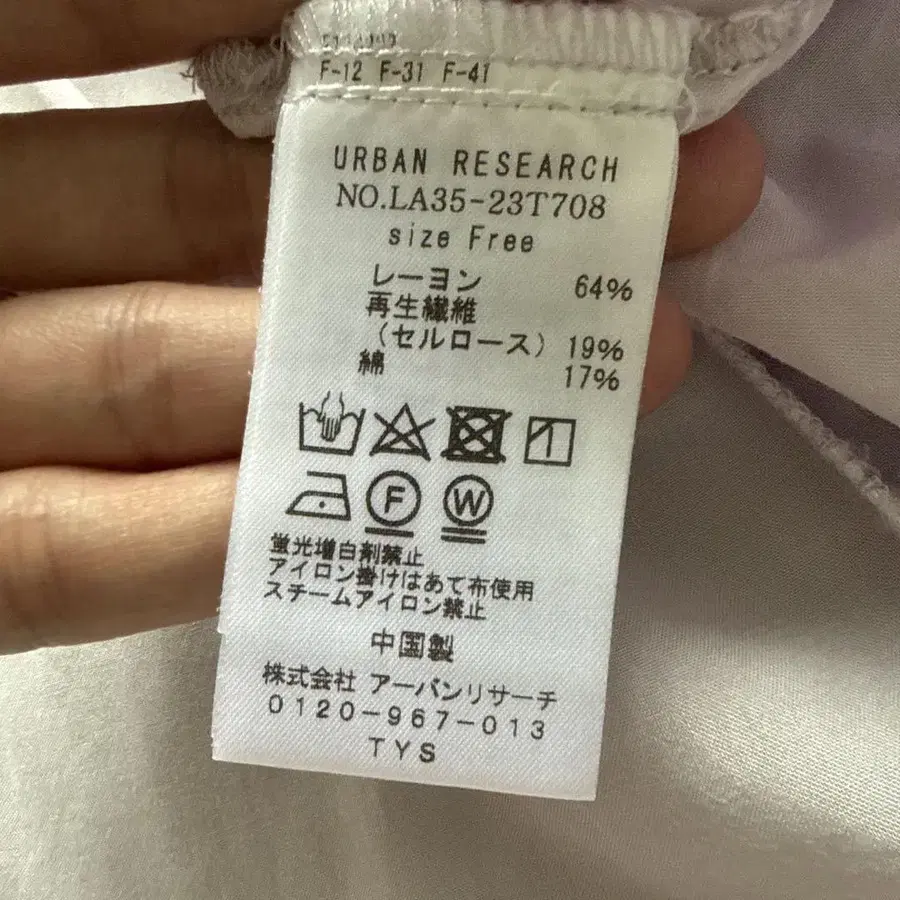 F-12 F-31 F-41
URBAN RESEARCH
NO.LA35-23T708
size Free
レーヨン 64%
再生繊維
(セルロース) 19%
綿 17%
F W
蛍光増白剤禁止
アイロン掛けはあて布使用
スチームアイロン禁止
中国製
株式会社 アーバンリサーチ
0120-967-013
TYS